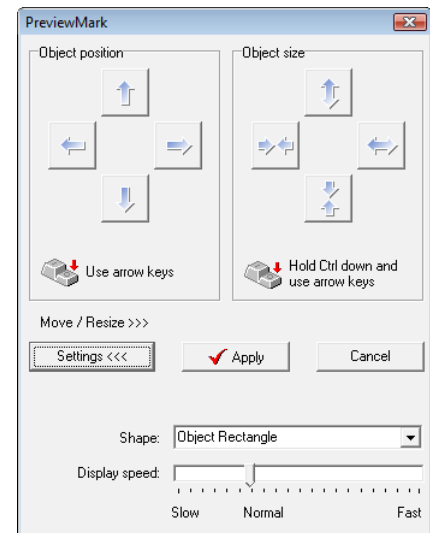 PreviewMark
Object position
Object size
Use arrow keys
Hold Ctrl down and
use arrow keys
Move / Resize >>>
Settings <<<
Apply
Cancel
Shape:
Object Rectangle
Display speed:
Slow
Normal
Fast